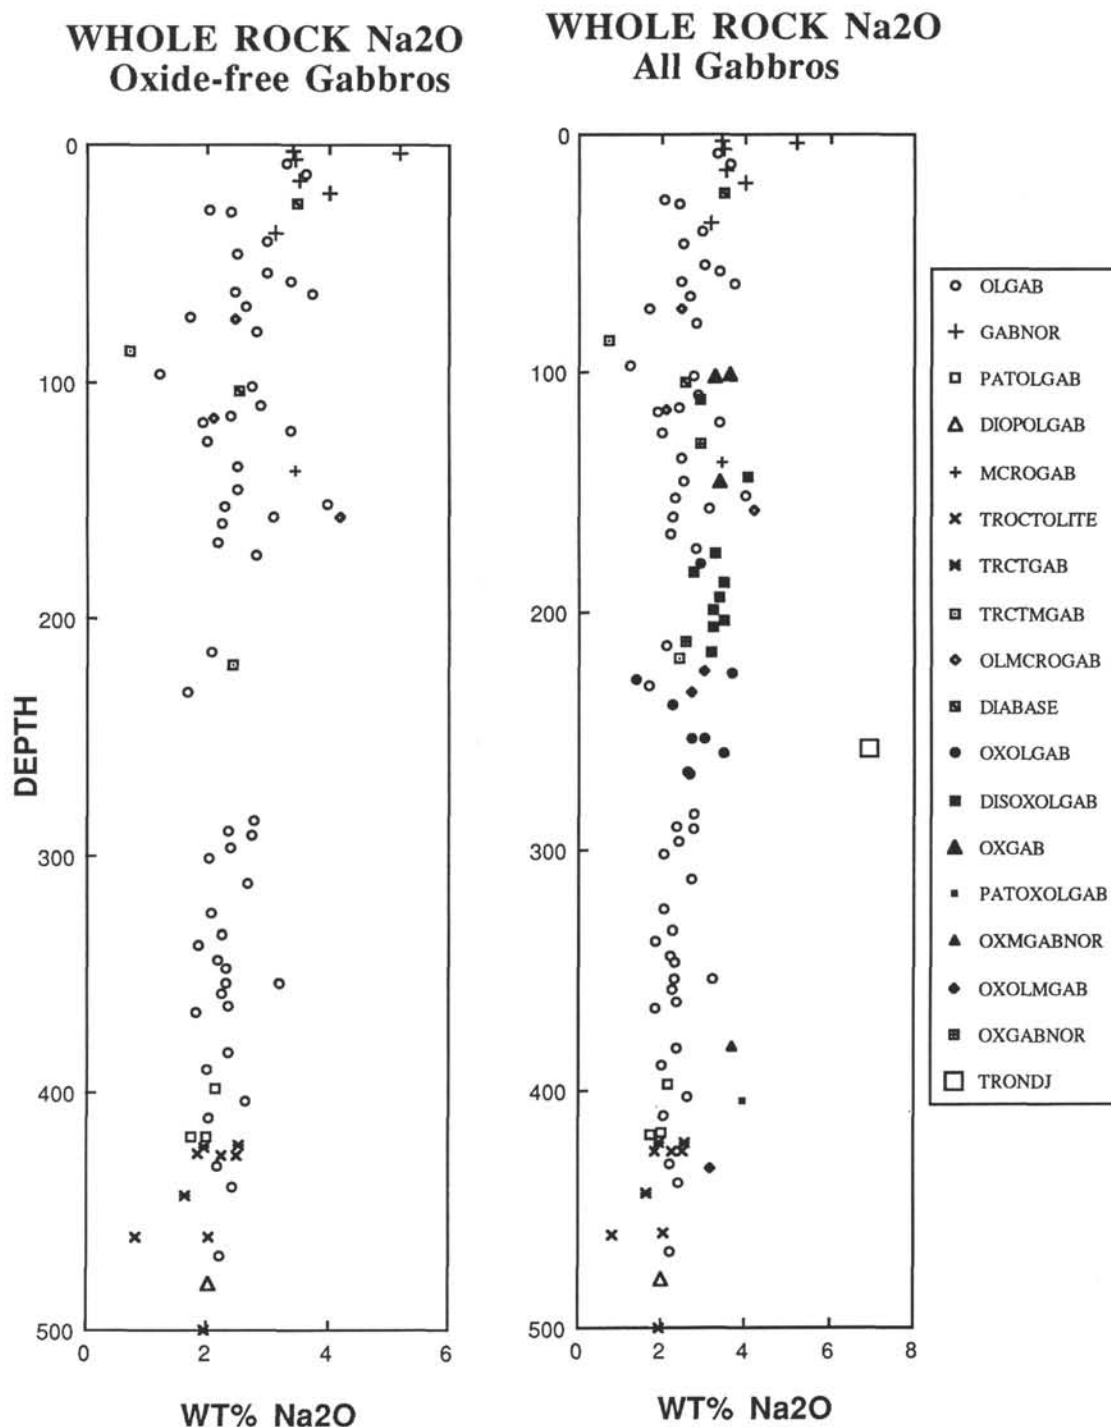 WHOLE ROCK Na2O
Oxide-free Gabbros
0
100
200
300
400
500
DEPTH
0 2 4 6
WT% Na2O
WHOLE ROCK Na2O
All Gabbros
0
100
200
300
400
500
0 2 4 6 8
WT% Na2O
OLGAB
GABNOR
PATOLGAB
DIOPOLGAB
MCROGAB
TROCTOLITE
TRCTGAB
TRCTMGAB
OLMCROGAB
DIABASE
OXOLGAB
DISOXOLGAB
OXGAB
PATOXOLGAB
OXMGABNOR
OXOLMGAB
OXGABNOR
TRONDJ